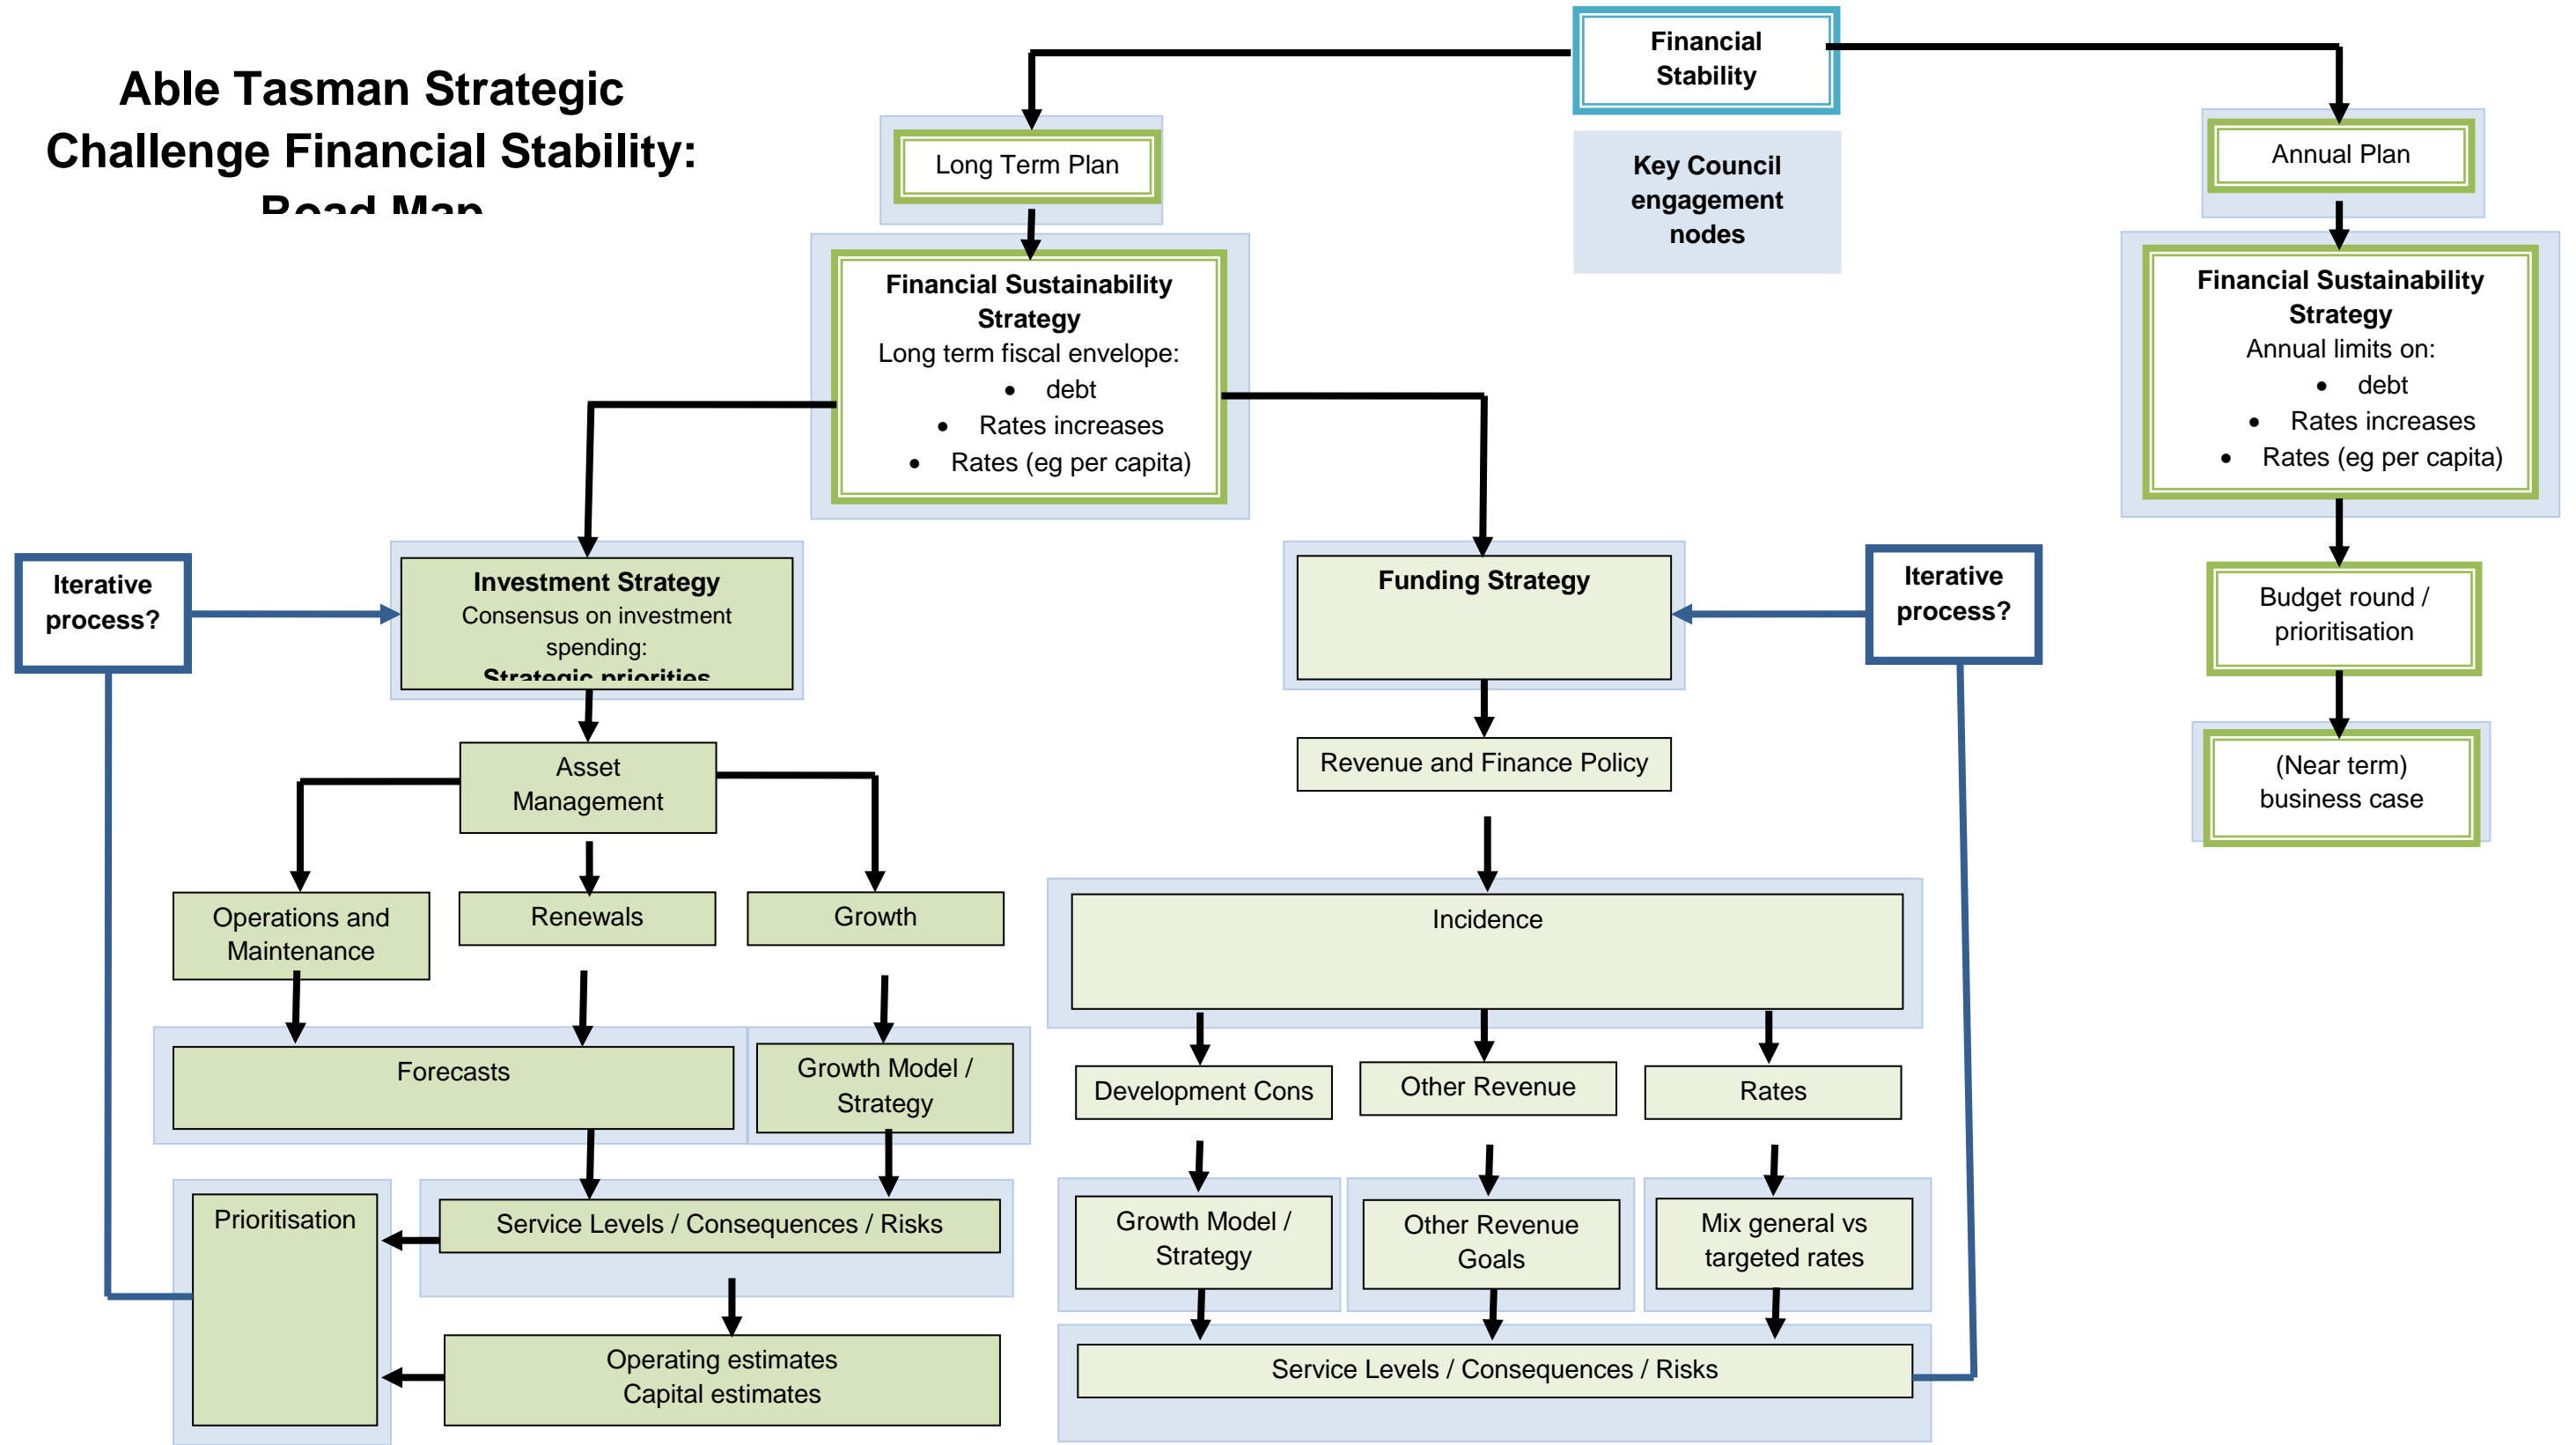 Able Tasman Strategic
Challenge Financial Stability:
Road Map
Financial
Stability
Key Council
engagement
nodes
Long Term Plan
Annual Plan
Financial Sustainability
Strategy
Long term fiscal envelope:
• debt
• Rates increases
• Rates (eg per capita)
Financial Sustainability
Strategy
Annual limits on:
• debt
• Rates increases
• Rates (eg per capita)
Iterative
process?
Investment Strategy
Consensus on investment
spending:
Strategic priorities
Funding Strategy
Iterative
process?
Budget round /
prioritisation
Asset
Management
Revenue and Finance Policy
(Near term)
business case
Operations and
Maintenance
Renewals
Growth
Incidence
Forecasts
Growth Model /
Strategy
Development Cons
Other Revenue
Rates
Prioritisation
Service Levels / Consequences / Risks
Growth Model /
Strategy
Other Revenue
Goals
Mix general vs
targeted rates
Operating estimates
Capital estimates
Service Levels / Consequences / Risks